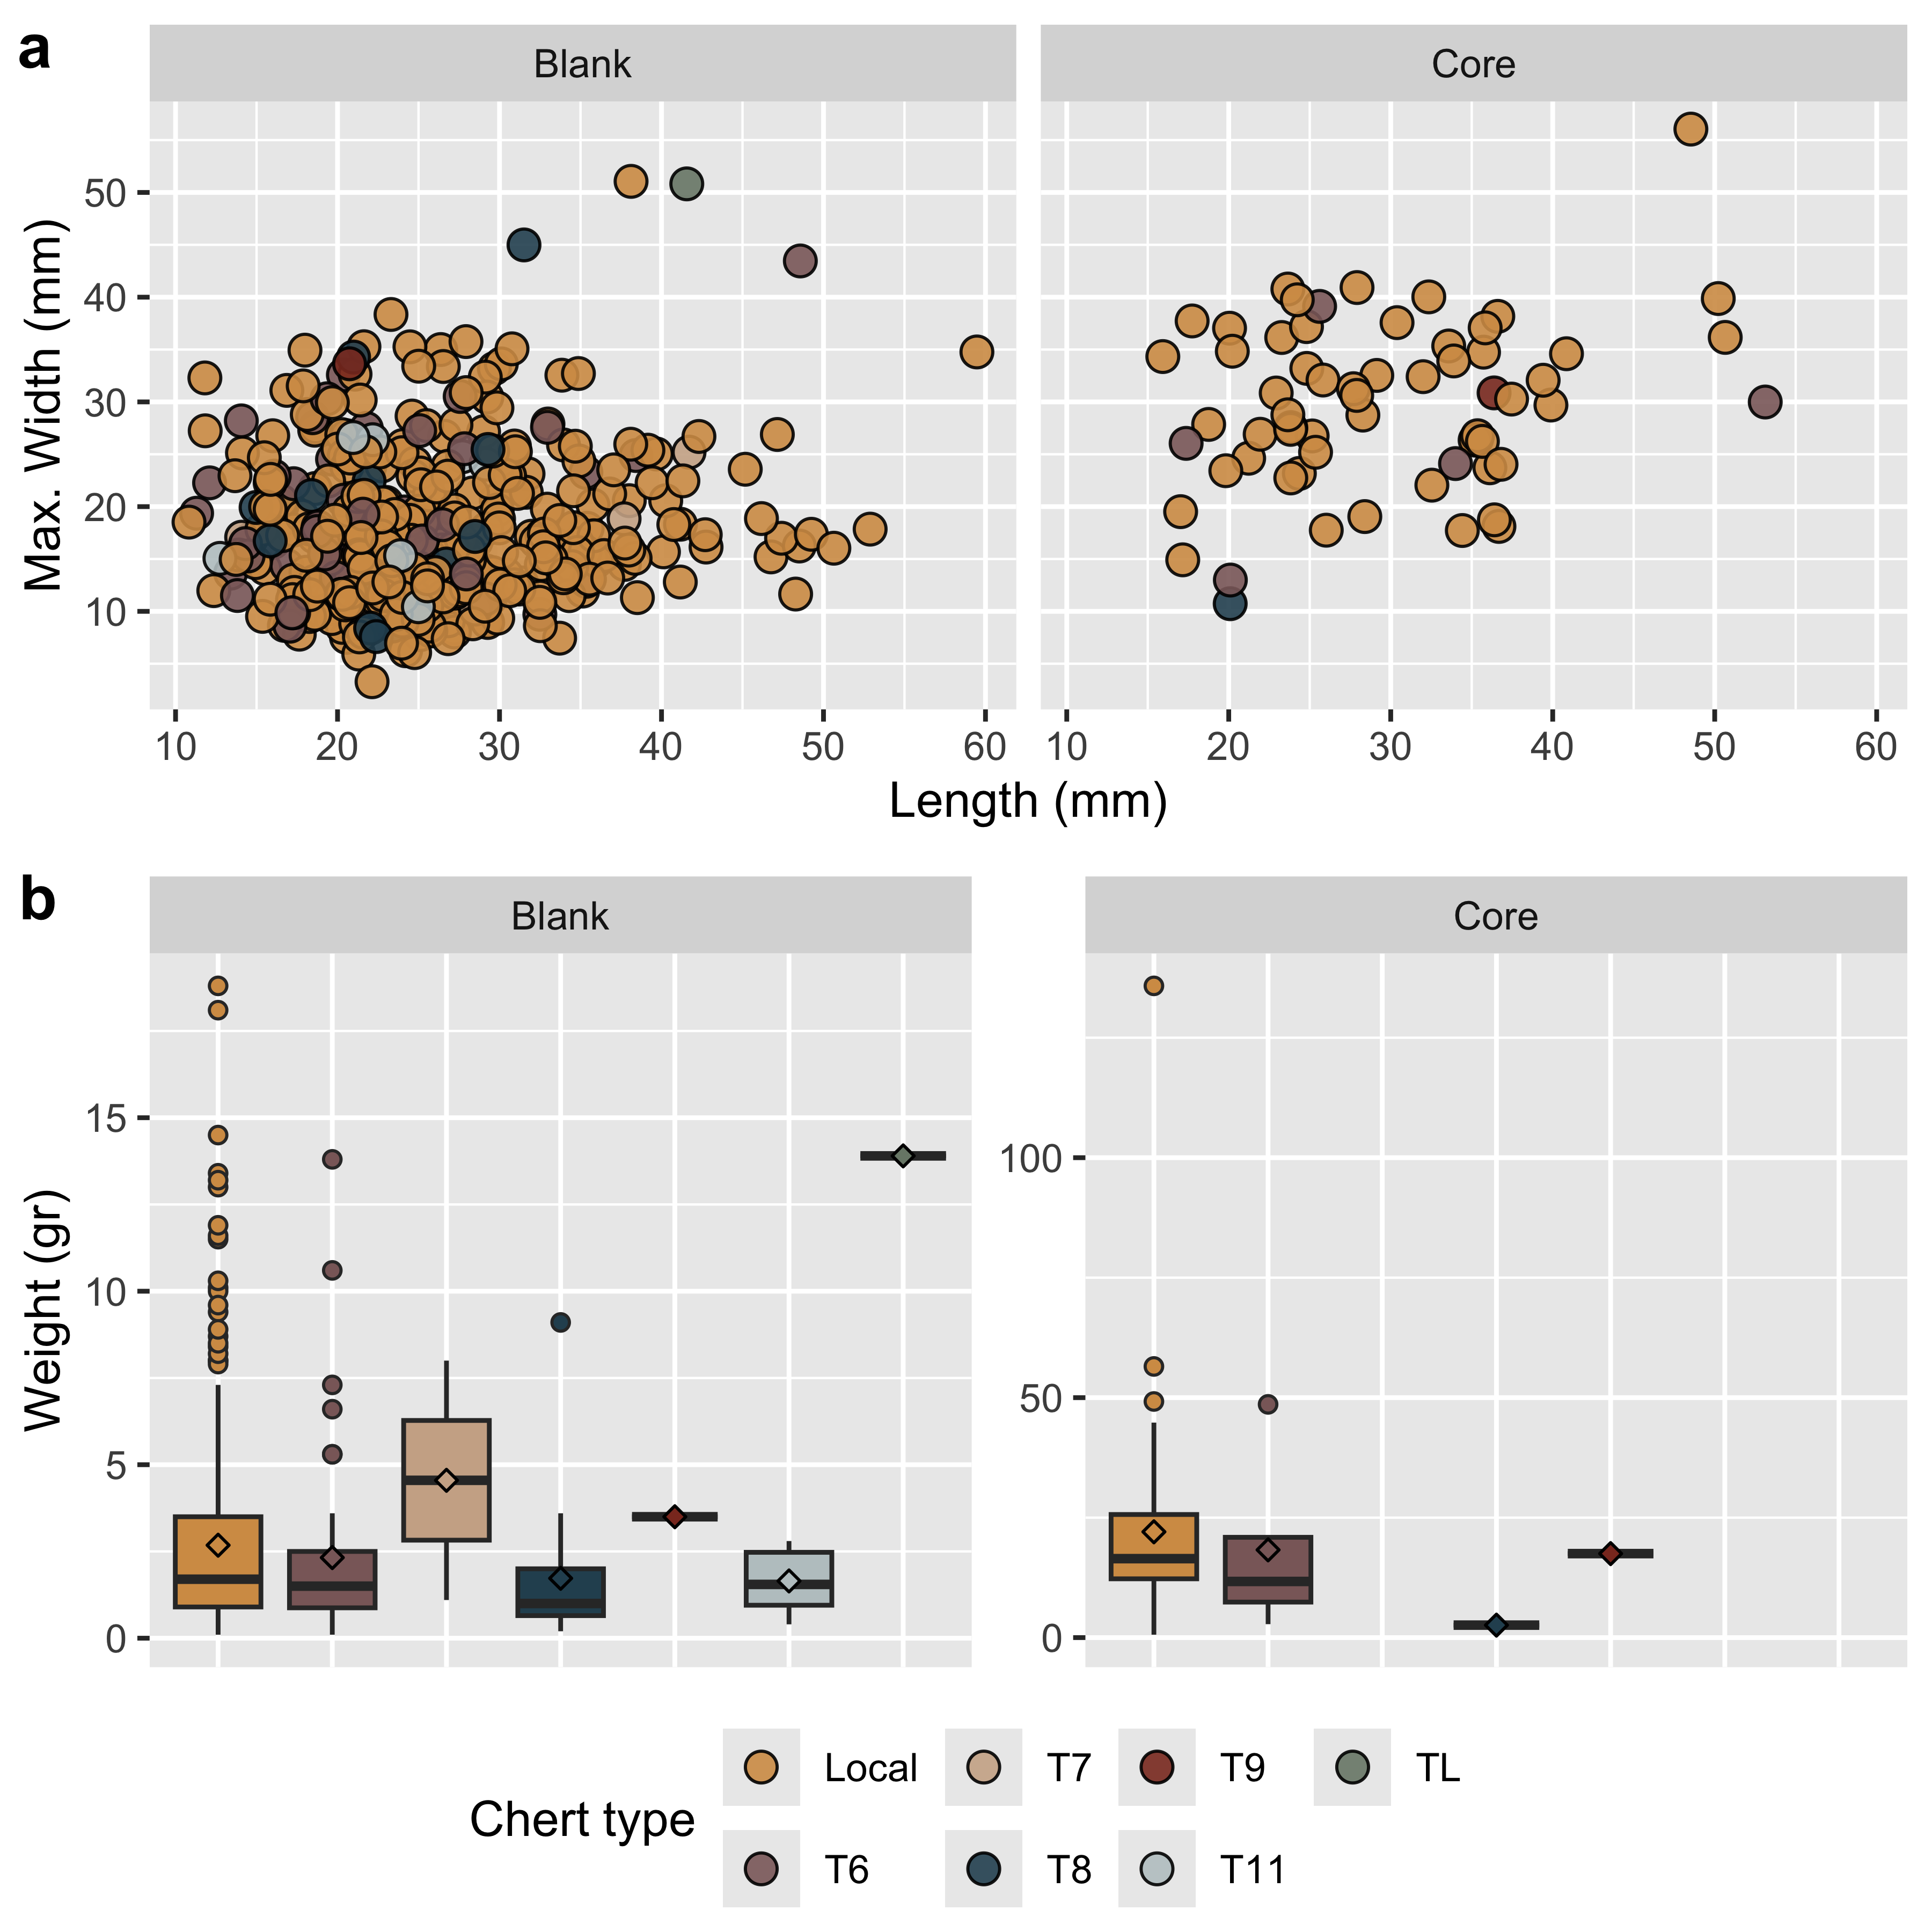 a
Blank Core
Max. Width (mm)
50
40
30
20
10
10 20 30 40 50 60 10 20 30 40 50 60
Length (mm)
b
Blank Core
Weight (gr)
15
10
5
0
100
50
0
Chert type
Local T7 T9 TL
T6 T8 T11